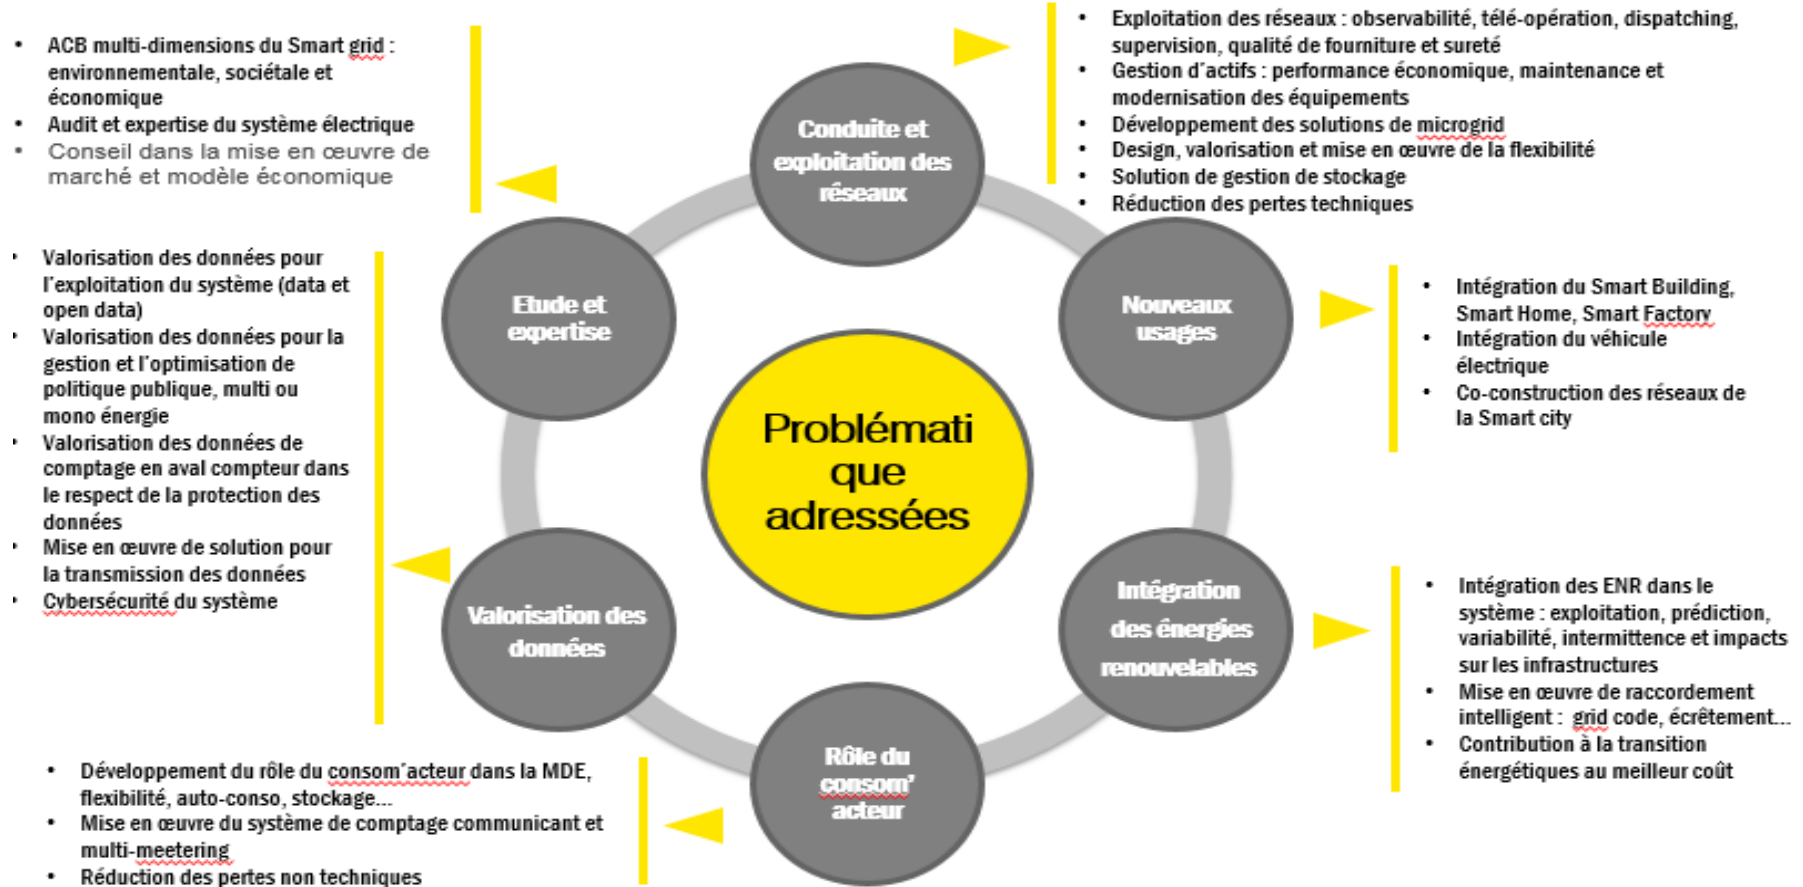 • ACB multi-dimensions du Smart grid :
environnementale, sociétale et
économique
• Audit et expertise du système électrique
• Conseil dans la mise en œuvre de
marché et modèle économique
• Exploitation des réseaux : observabilité, télé-opération, dispatching,
supervision, qualité de fourniture et sureté
• Gestion d'actifs : performance économique, maintenance et
modernisation des équipements
• Développement des solutions de microgrid
• Design, valorisation et mise en œuvre de la flexibilité
• Solution de gestion de stockage
• Réduction des pertes techniques
Conduite et
exploitation des
réseaux
Etude et
expertise
Nouveaux
usages
• Intégration du Smart Building,
Smart Home, Smart Factory
• Intégration du véhicule
électrique
• Co-construction des réseaux de
la Smart city
• Valorisation des données pour
l'exploitation du système (data et
open data)
• Valorisation des données pour la
gestion et l'optimisation de
politique publique, multi ou
mono énergie
• Valorisation des données de
comptage en aval compteur dans
le respect de la protection des
données
• Mise en œuvre de solution pour
la transmission des données
• Cybersécurité du système
Problémati
que
adressées
Valorisation des
données
Intégration
des énergies
renouvelables
• Intégration des ENR dans le
système : exploitation, prédiction,
variabilité, intermittence et impacts
sur les infrastructures
• Mise en œuvre de raccordement
intelligent : grid code, écrêtement...
• Contribution à la transition
énergétiques au meilleur coût
Rôle du
consom'
acteur
• Développement du rôle du consom'acteur dans la MDE,
flexibilité, auto-conso, stockage...
• Mise en œuvre du système de comptage communicant et
multi-meetering
• Réduction des pertes non techniques